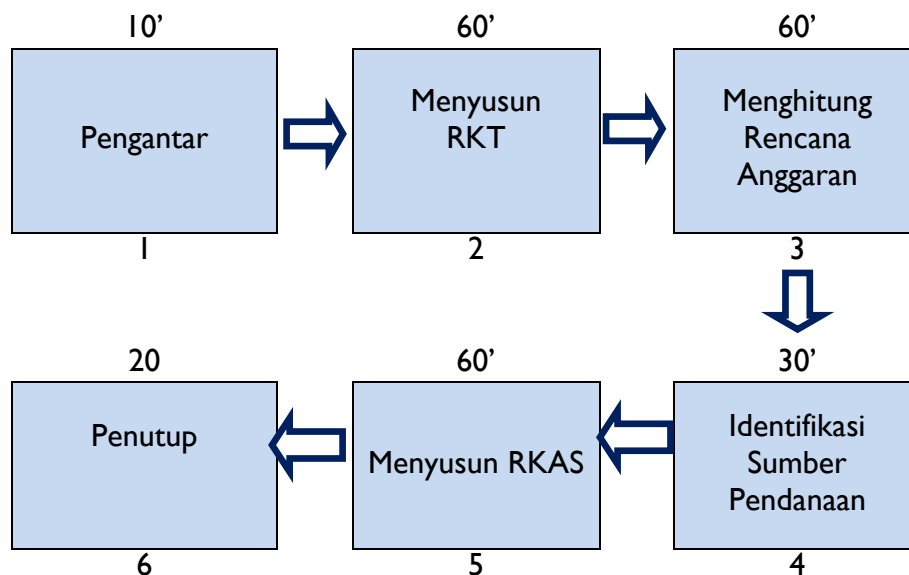 10’
60’
60’
Pengantar
Menyusun
RKT
Menghitung
Rencana
Anggaran
1
2
3
20
60’
30’
Penutup
Menyusun RKAS
Identifikasi
Sumber
Pendanaan
6
5
4